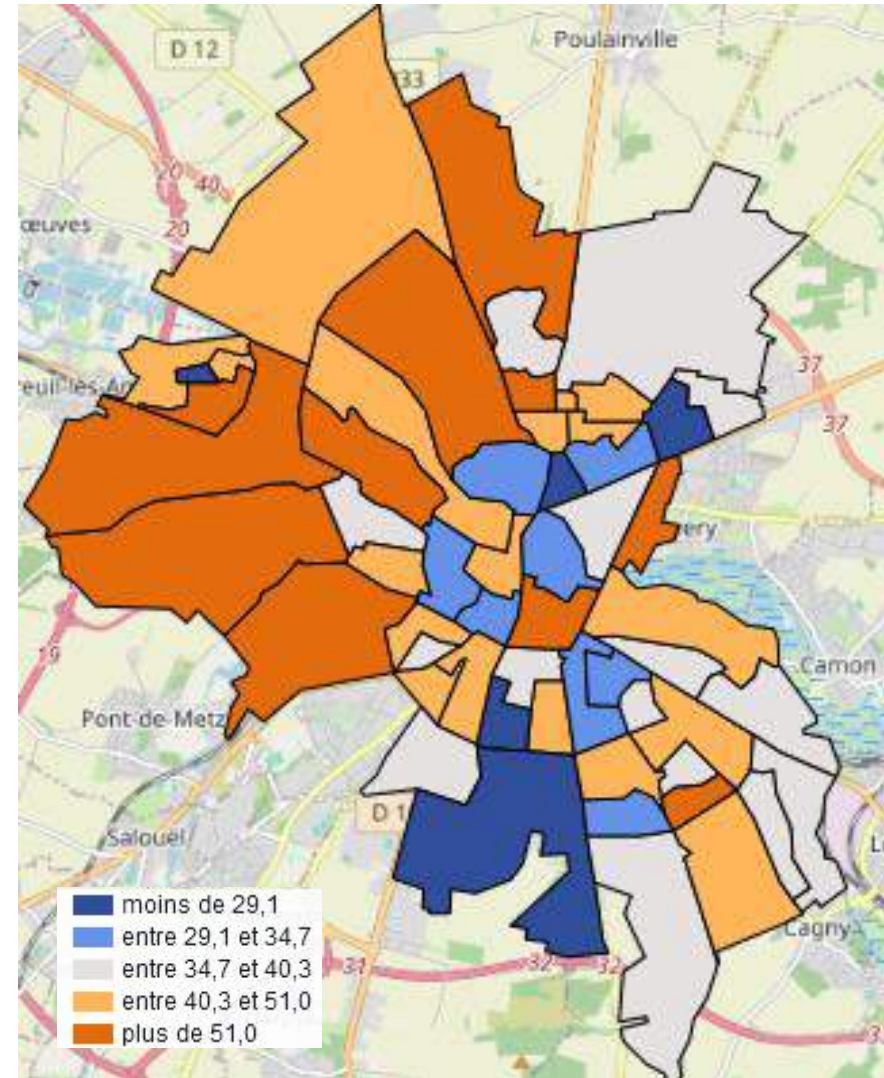 D 12
Poulainville
33
20
40
œuves
20
37
euil-lès-Am
37
ery
19
Camon
Pont-de-Metz
D 1
Salouel
L
moins de 29,1
entre 29,1 et 34,7
entre 34,7 et 40,3
entre 40,3 et 51,0
plus de 51,0
Cagny
31
32
32
3